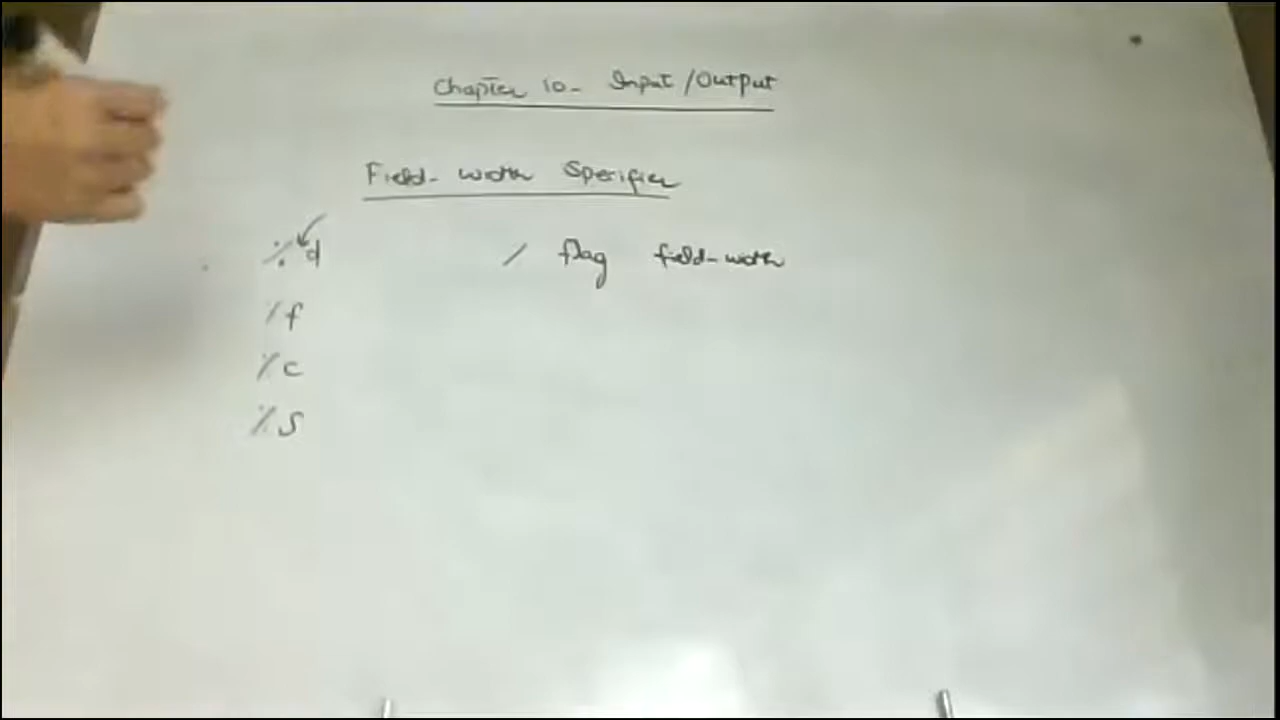 Chapter 10- Input/Output
Field-width Specifier
%d % flag field-width
%f
%c
%s